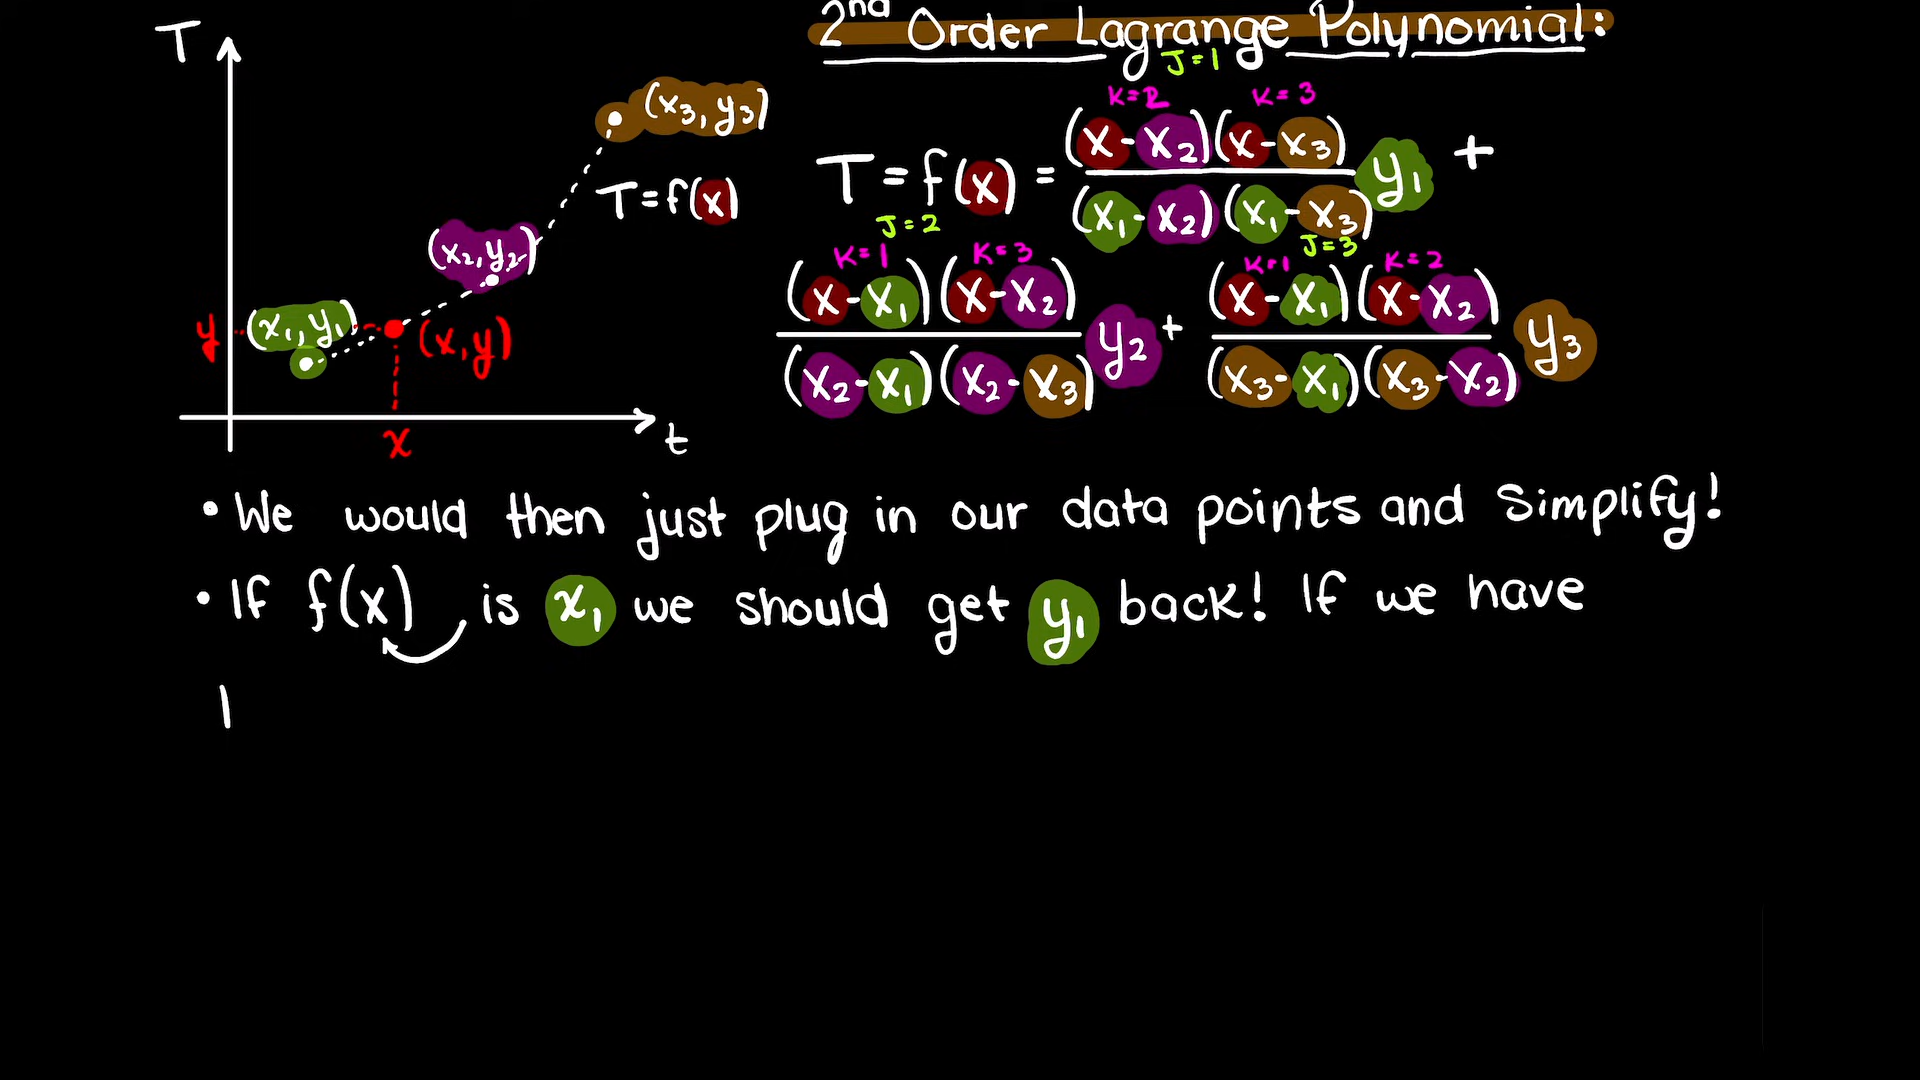 2nd Order Lagrange Polynomial:
T
(x3, y3)
T = f(x)
(x2, y2)
(x1, y1)
y
(x, y)
x
t
J=1
K=2 K=3
T = f(x) = (x-x2)(x-x3) / (x1-x2)(x1-x3) y1 +
J=2
K=1 K=3
(x-x1)(x-x2) / (x2-x1)(x2-x3) y2 +
J=3
K=1 K=2
(x-x1)(x-x2) / (x3-x1)(x3-x2) y3
• We would then just plug in our data points and simplify!
• If f(x) is x1 we should get y1 back! If we have